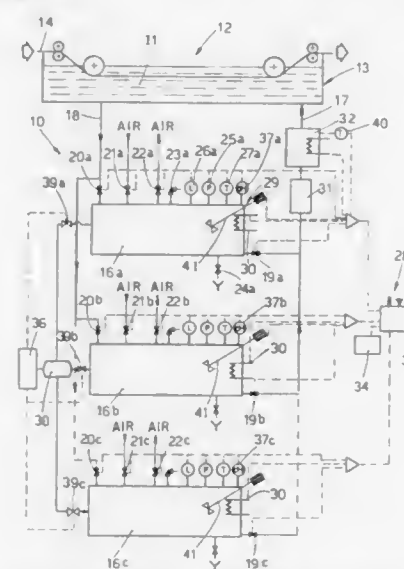 14
I1
12
13
18
17
32
40
10
AIR
AIR
20a
21a
22a
23a
26a
25a
27a
37a
29
L
P
T
31
39a
16a
41
30
24a
19a
28
AIR
AIR
20b
21b
22b
37b
L
P
T
36
39b
30
16b
41
19b
34
AIR
AIR
20c
21c
22c
37c
L
P
T
39c
30
16c
41
19c